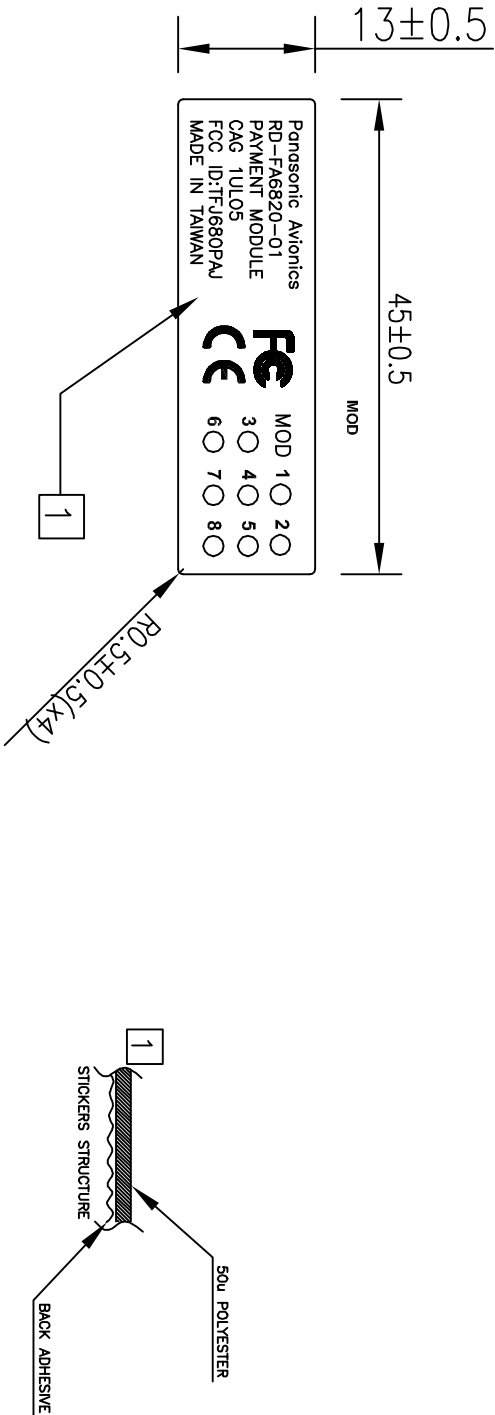 13±0.5
45±0.5
MOD
Panasonic Avionics
RD-FA6820-01
PAYMENT MODULE
CAG 1UL05
FCC ID:TFJ680PAJ
MADE IN TAIWAN
FC
CE
MOD 1 2
3 4 5
6 7 8
1
R0.5±0.5(x4)
1
50u POLYESTER
STICKERS STRUCTURE
BACK ADHESIVE